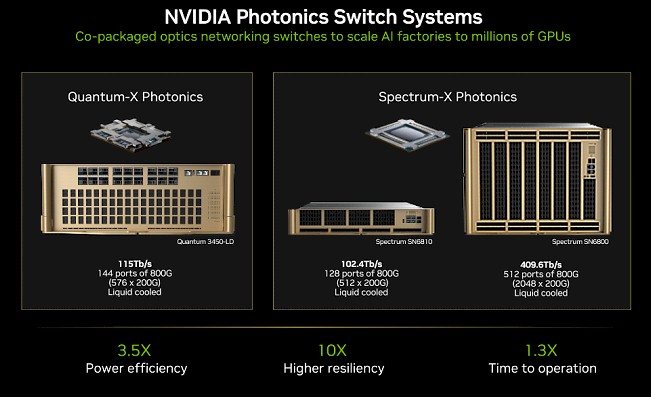 NVIDIA Photonics Switch Systems
Co-packaged optics networking switches to scale AI factories to millions of GPUs
Quantum-X Photonics
Quantum 3450-LD
115Tb/s
144 ports of 800G
(576 x 200G)
Liquid cooled
Spectrum-X Photonics
Spectrum SN6810
102.4Tb/s
128 ports of 800G
(512 x 200G)
Liquid cooled
Spectrum SN6800
409.6Tb/s
512 ports of 800G
(2048 x 200G)
Liquid cooled
3.5X
Power efficiency
10X
Higher resiliency
1.3X
Time to operation